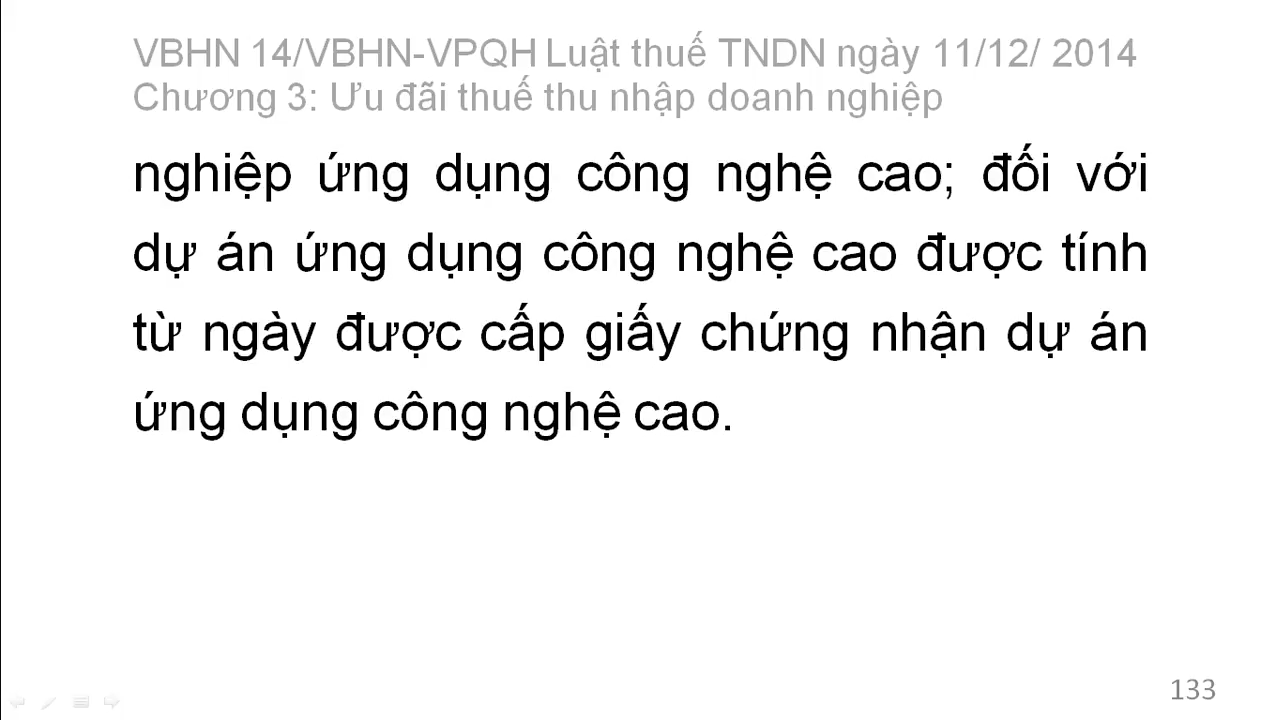 VBHN 14/VBHN-VPQH Luật thuế TNDN ngày 11/12/ 2014
Chương 3: Ưu đãi thuế thu nhập doanh nghiệp
nghiệp ứng dụng công nghệ cao; đối với
dự án ứng dụng công nghệ cao được tính
từ ngày được cấp giấy chứng nhận dự án
ứng dụng công nghệ cao.
133